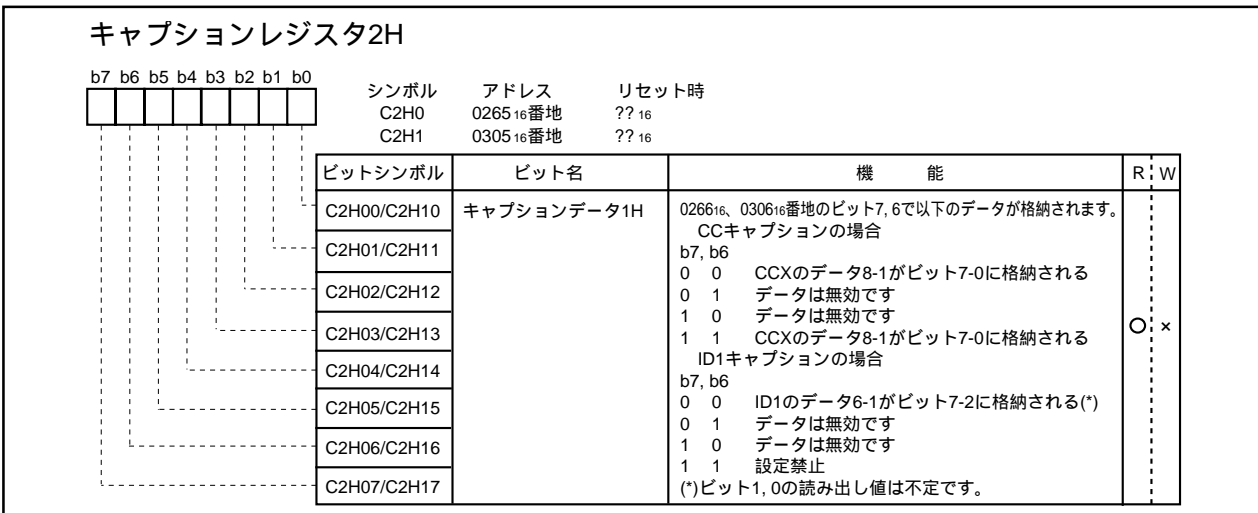 キャプションレジスタ2H
b7 b6 b5 b4 b3 b2 b1 b0
シンボル アドレス リセット時
C2H0 026516番地 ??16
C2H1 030516番地 ??16
ビットシンボル ビット名 機 能 R W
C2H00/C2H10 キャプションデータ1H 026616、030616番地のビット7, 6で以下のデータが格納されます。
CCキャプションの場合
C2H01/C2H11
b7, b6
0 0 CCXのデータ8-1がビット7-0に格納される
C2H02/C2H12
0 1 データは無効です
1 0 データは無効です
C2H03/C2H13 ○ ×
1 1 CCXのデータ8-1がビット7-0に格納される
ID1キャプションの場合
C2H04/C2H14
b7, b6
0 0 ID1のデータ6-1がビット7-2に格納される(*)
C2H05/C2H15
0 1 データは無効です
C2H06/C2H16
1 0 データは無効です
1 1 設定禁止
C2H07/C2H17
(*)ビット1, 0の読み出し値は不定です。